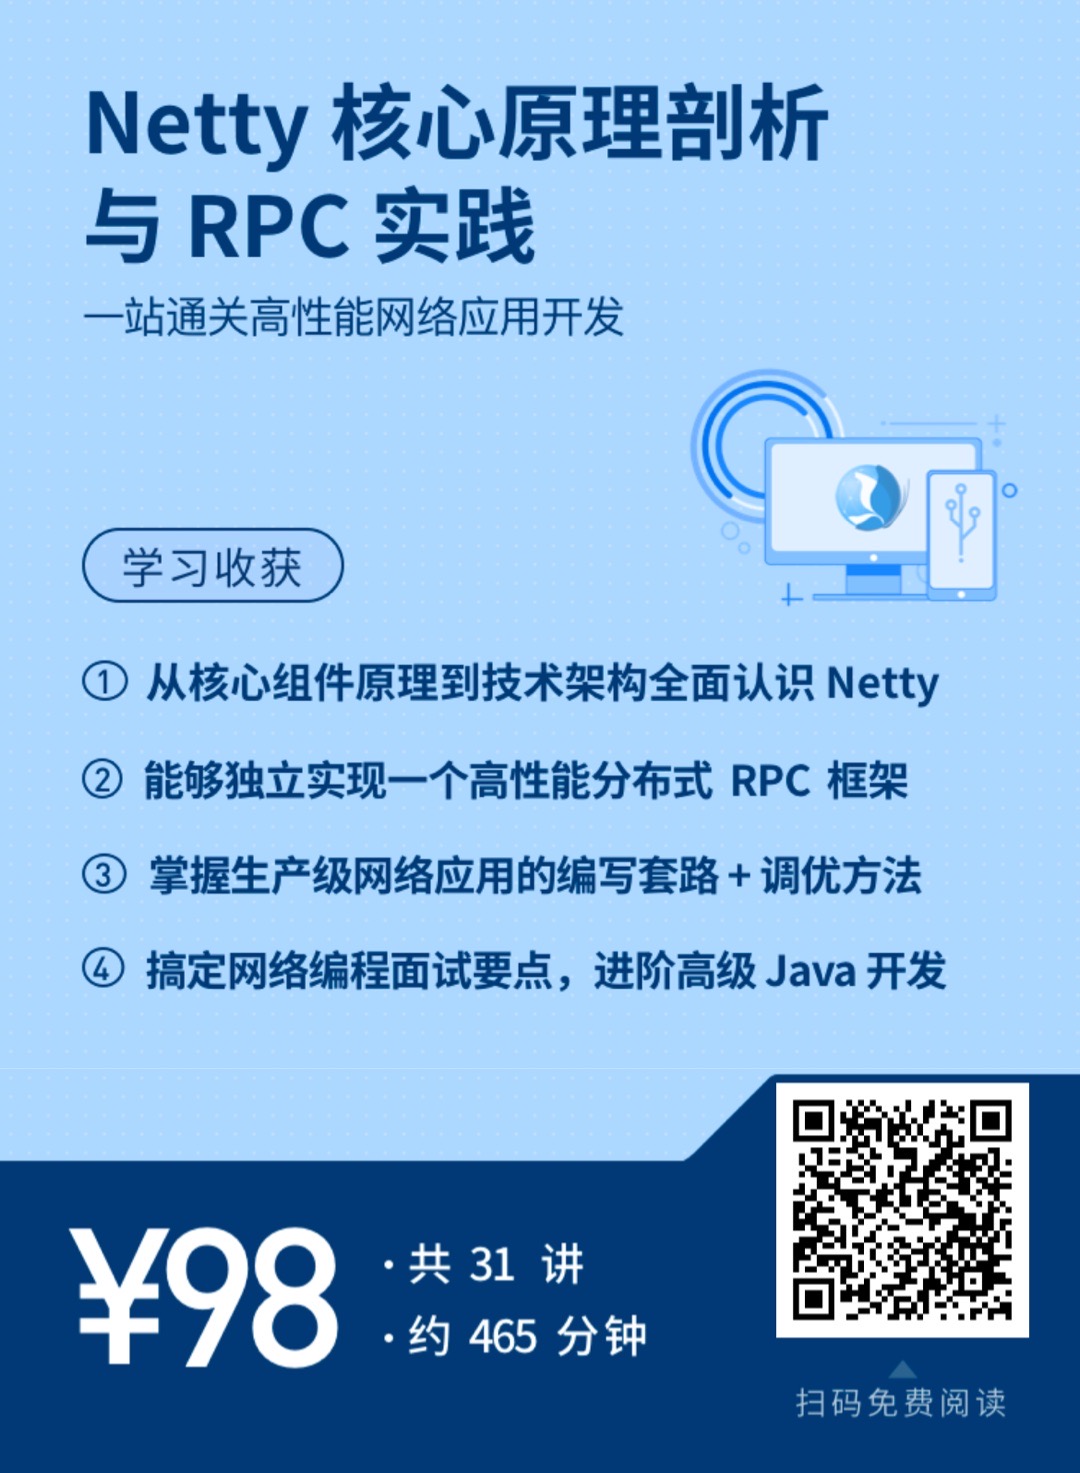 Netty 核心原理剖析
与 RPC 实践
一站通关高性能网络应用开发
学习收获
① 从核心组件原理到技术架构全面认识 Netty
② 能够独立实现一个高性能分布式 RPC 框架
③ 掌握生产级网络应用的编写套路 + 调优方法
④ 搞定网络编程面试要点，进阶高级 Java 开发
¥98
· 共 31 讲
· 约 465 分钟
扫码免费阅读